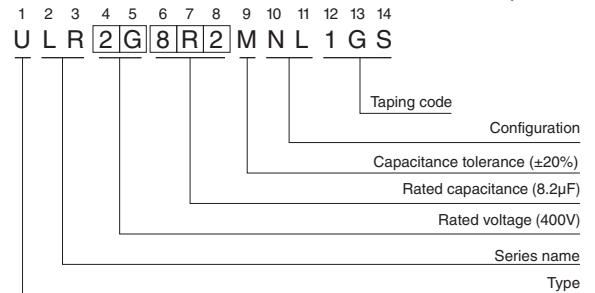 1 2 3 4 5 6 7 8 9 10 11 12 13 14
U L R 2 G 8 R 2 M N L 1 G S
Taping code
Configuration
Capacitance tolerance (±20%)
Rated capacitance (8.2µF)
Rated voltage (400V)
Series name
Type